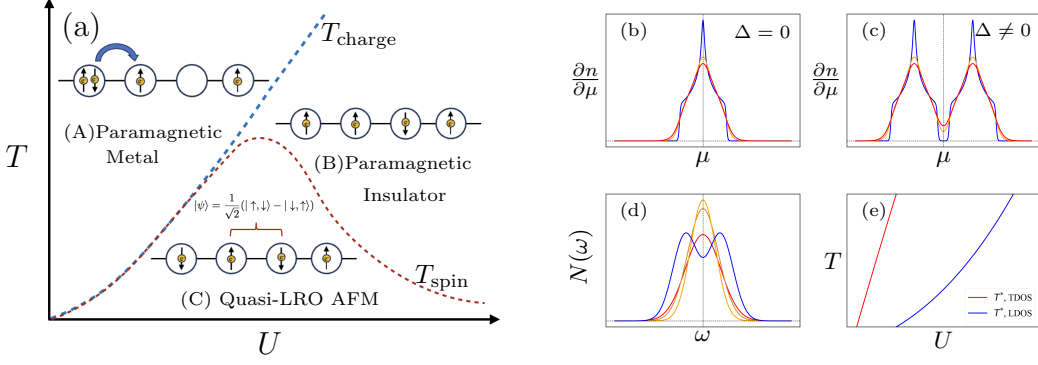 (a)
T_charge
(A)Paramagnetic
Metal
(B)Paramagnetic
Insulator
|ψ⟩ = 1/√2(|↑,↓⟩ − |↓,↑⟩)
T_spin
(C) Quasi-LRO AFM
T
U
(b)
Δ = 0
∂n/∂μ
μ
(c)
Δ ≠ 0
∂n/∂μ
μ
(d)
N(ω)
ω
(e)
T
T*, TDOS
T*, LDOS
U